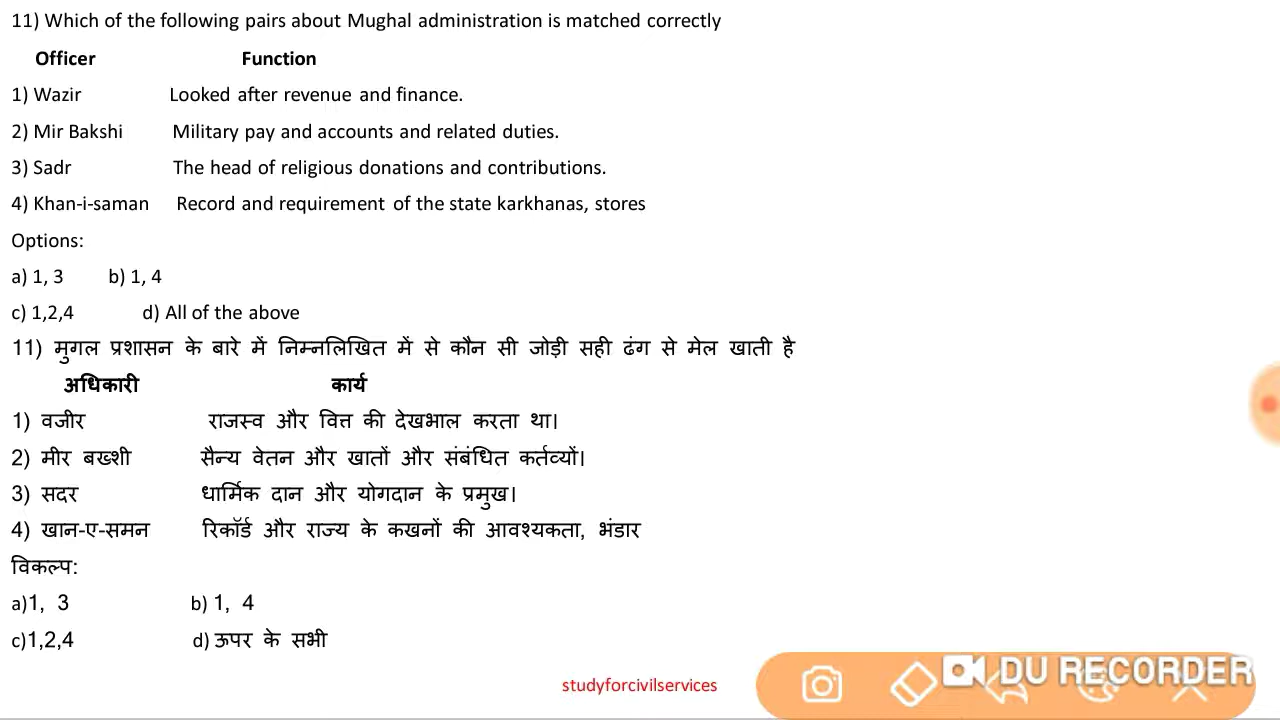 11) Which of the following pairs about Mughal administration is matched correctly
Officer Function
1) Wazir Looked after revenue and finance.
2) Mir Bakshi Military pay and accounts and related duties.
3) Sadr The head of religious donations and contributions.
4) Khan-i-saman Record and requirement of the state karkhanas, stores
Options:
a) 1, 3 b) 1, 4
c) 1,2,4 d) All of the above
11) मुगल प्रशासन के बारे में निम्नलिखित में से कौन सी जोड़ी सही ढंग से मेल खाती है
अधिकारी कार्य
1) वजीर राजस्व और वित्त की देखभाल करता था।
2) मीर बख्शी सैन्य वेतन और खातों और संबंधित कर्तव्यों।
3) सदर धार्मिक दान और योगदान के प्रमुख।
4) खान-ए-समन रिकॉर्ड और राज्य के कखनों की आवश्यकता, भंडार
विकल्प:
a)1, 3 b) 1, 4
c)1,2,4 d) ऊपर के सभी
studyforcivilservices
DU RECORDER